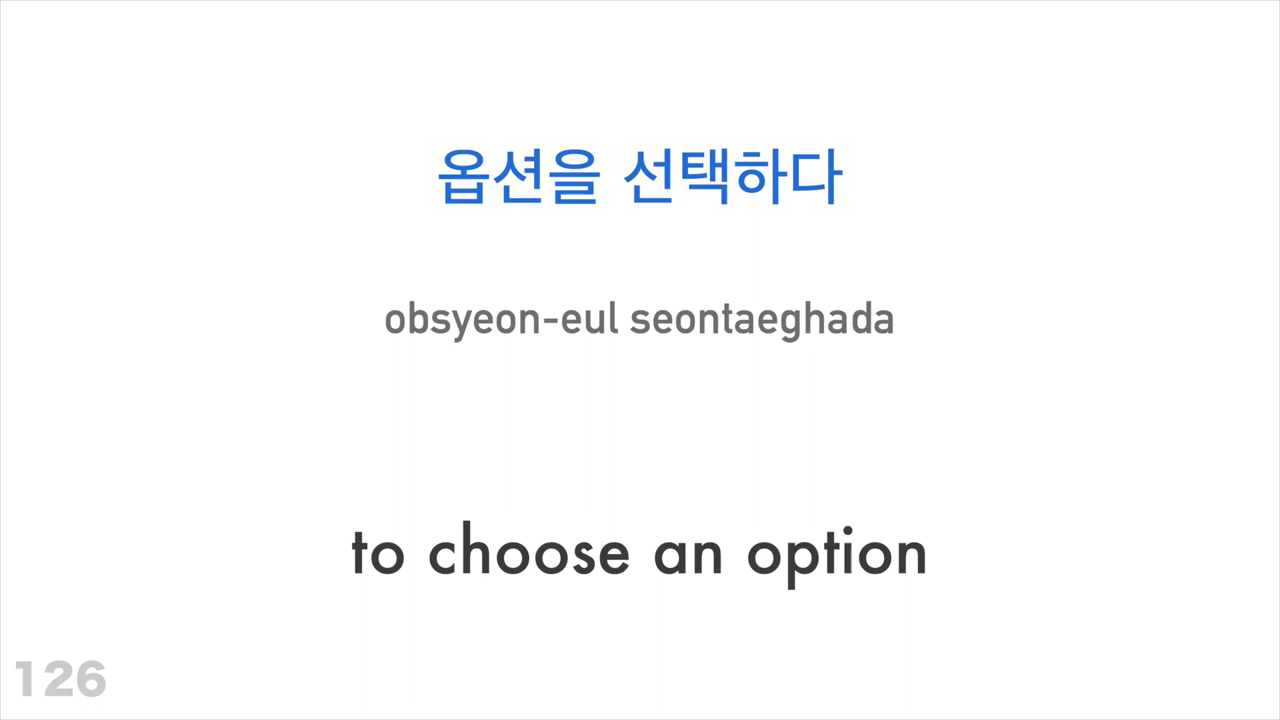 옵션을 선택하다
obsyeon-eul seontaeghada
to choose an option
126